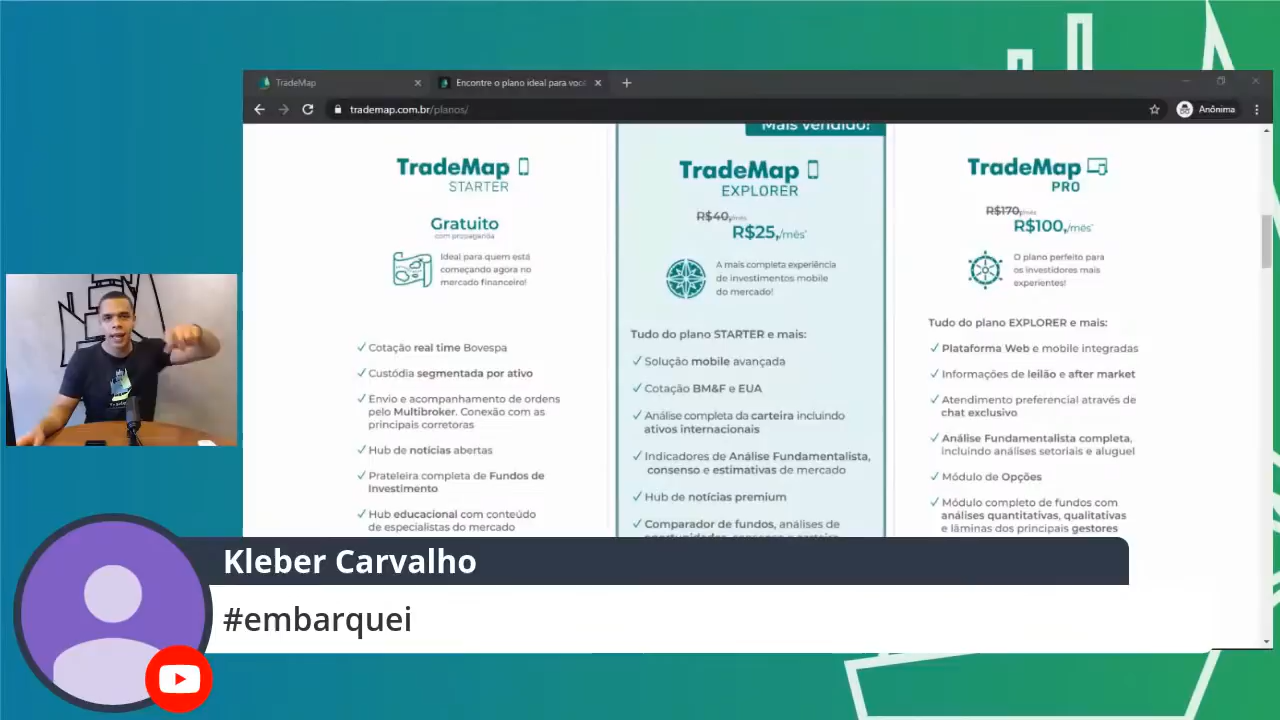 TradeMap
Encontre o plano ideal para você
trademap.com.br/planos/
Anônima
TradeMap
STARTER
Gratuito
com propaganda
Ideal para quem está
começando agora no
mercado financeiro!
✓ Cotação real time Bovespa
✓ Custódia segmentada por ativo
✓ Envio e acompanhamento de ordens
pelo Multibroker. Conexão com as
principais corretoras
✓ Hub de notícias abertas
✓ Prateleira completa de Fundos de
Investimento
✓ Hub educacional com conteúdo
de especialistas do mercado
Mais vendido!
TradeMap
EXPLORER
R$40,/mês
R$25,/mês*
A mais completa experiência
de investimentos mobile
do mercado!
Tudo do plano STARTER e mais:
✓ Solução mobile avançada
✓ Cotação BM&F e EUA
✓ Análise completa da carteira incluindo
ativos internacionais
✓ Indicadores de Análise Fundamentalista,
consenso e estimativas de mercado
✓ Hub de notícias premium
✓ Comparador de fundos, análises de
TradeMap
PRO
R$170,/mês
R$100,/mês*
O plano perfeito para
os investidores mais
experientes!
Tudo do plano EXPLORER e mais:
✓ Plataforma Web e mobile integradas
✓ Informações de leilão e after market
✓ Atendimento preferencial através de
chat exclusivo
✓ Análise Fundamentalista completa,
incluindo análises setoriais e aluguel
✓ Módulo de Opções
✓ Módulo completo de fundos com
análises quantitativas, qualitativas
e lâminas dos principais gestores
Kleber Carvalho
#embarquei